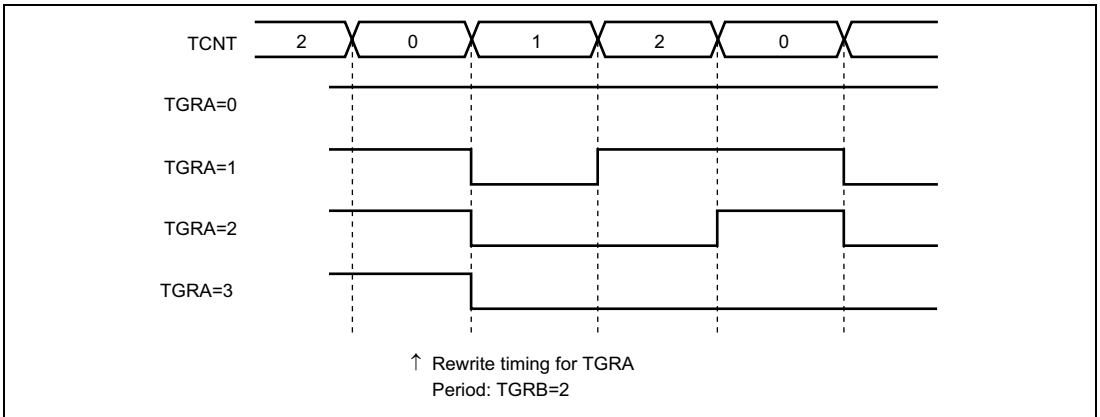 TCNT 2 0 1 2 0
TGRA=0
TGRA=1
TGRA=2
TGRA=3
↑ Rewrite timing for TGRA
Period: TGRB=2